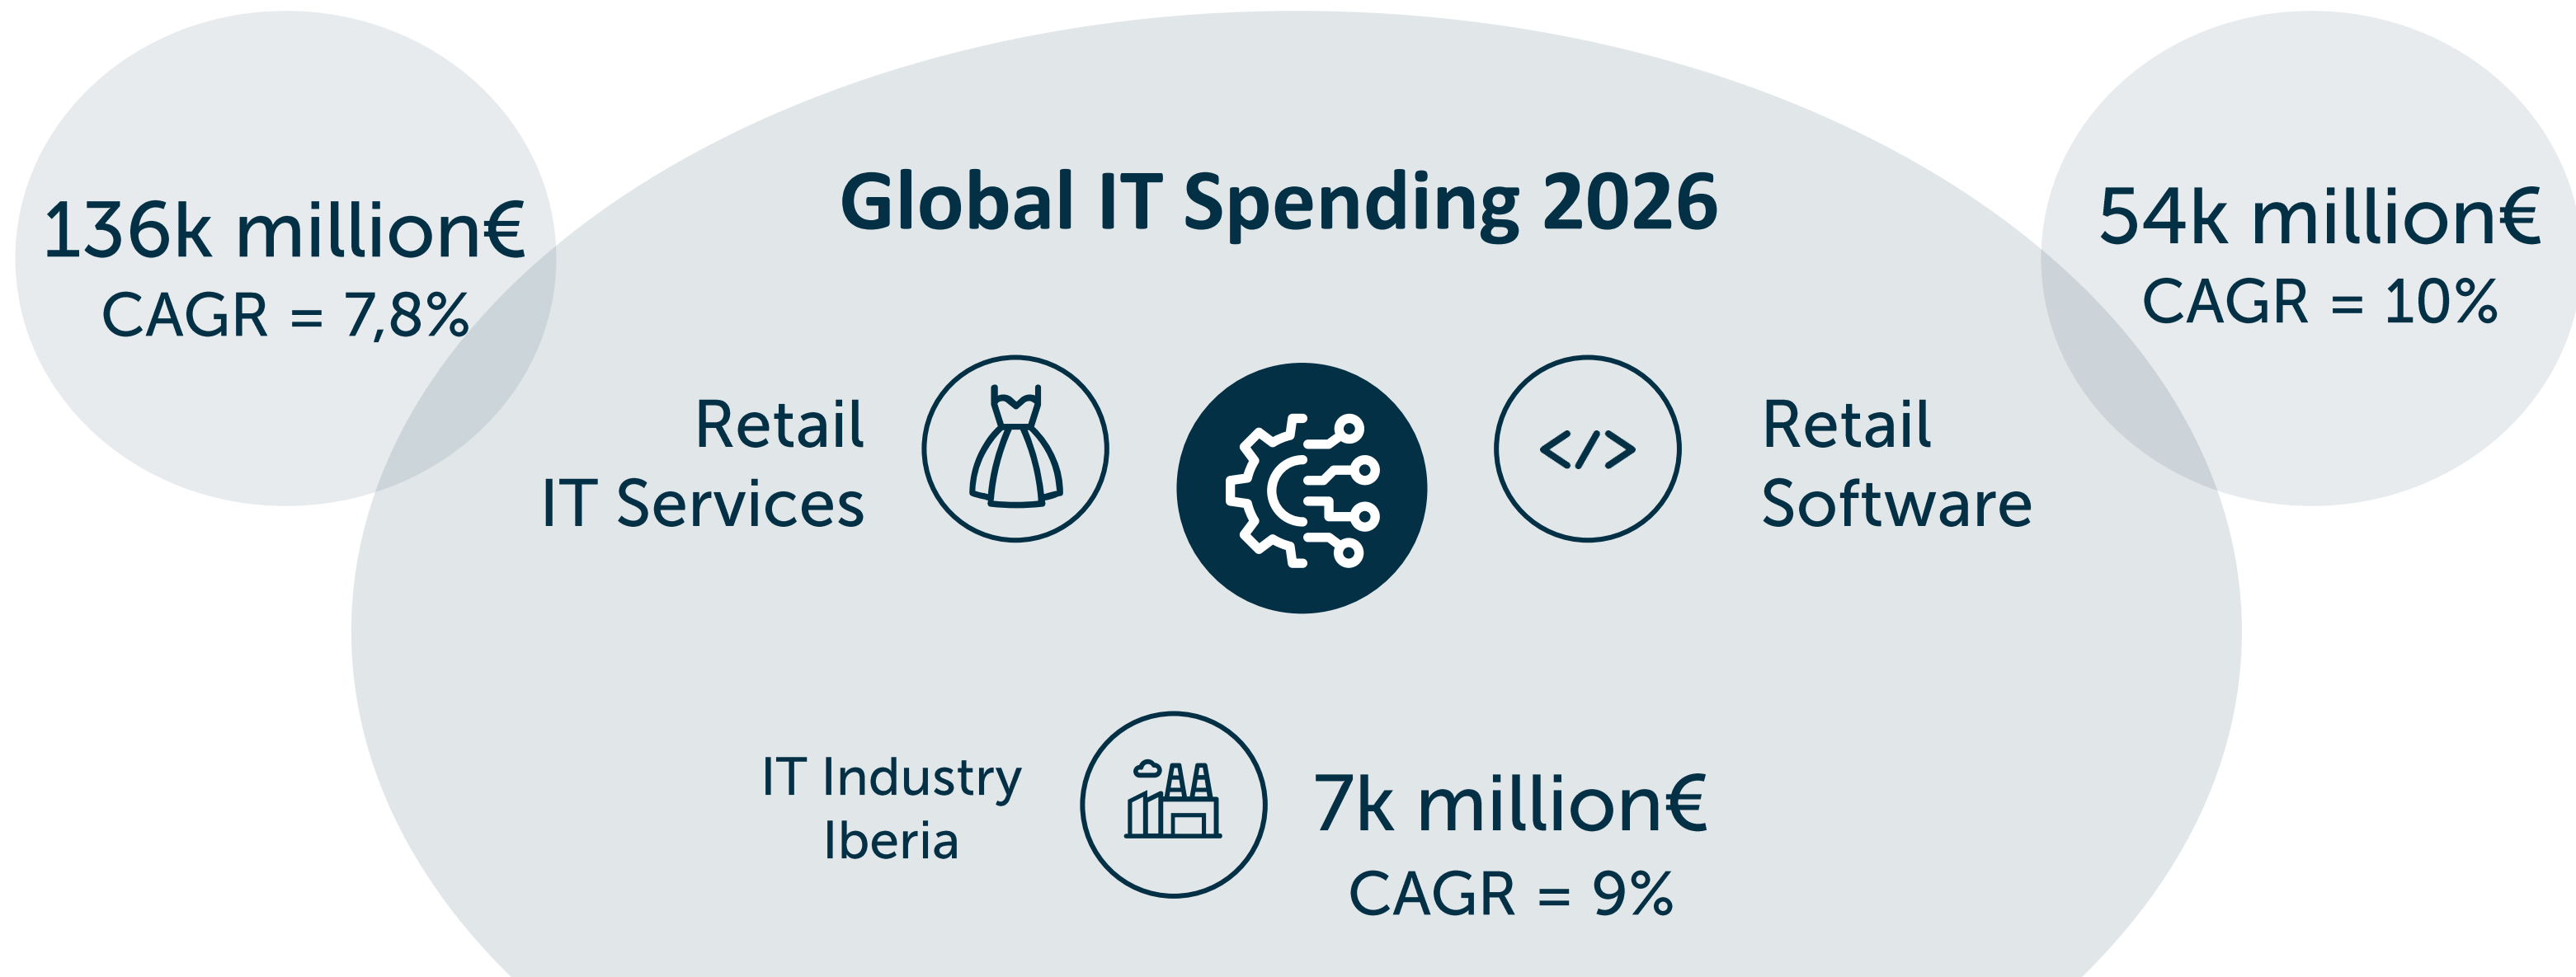 Global IT Spending 2026
136k million€
CAGR = 7,8%
54k million€
CAGR = 10%
Retail
IT Services
</>
Retail
Software
IT Industry
Iberia
7k million€
CAGR = 9%